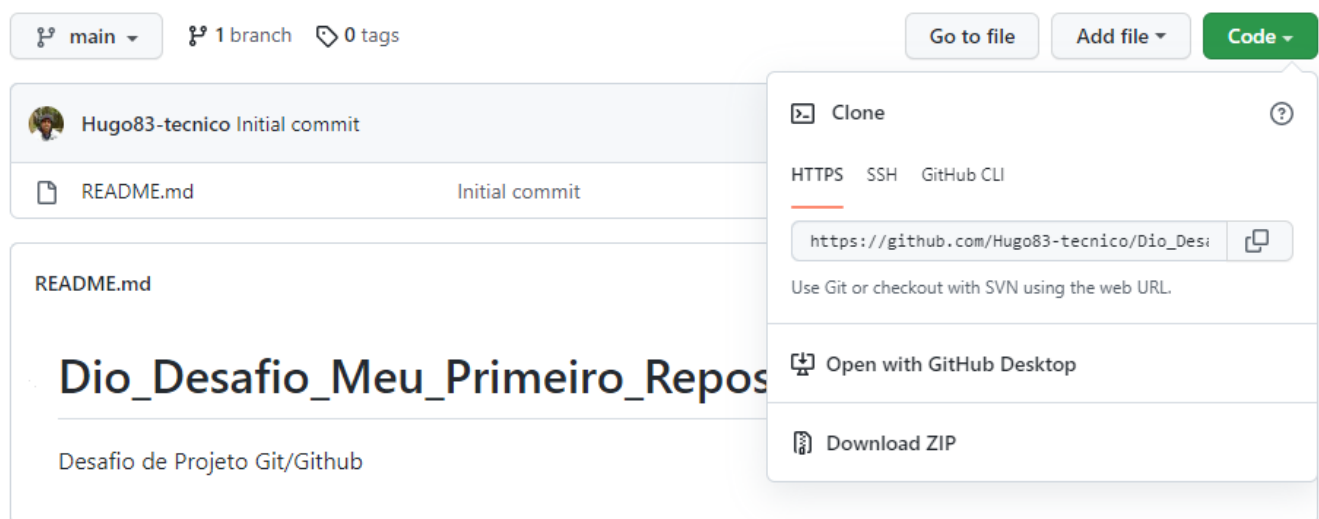 main 1 branch 0 tags Go to file Add file Code
Hugo83-tecnico Initial commit
README.md Initial commit
README.md
Dio_Desafio_Meu_Primeiro_Repos
Desafio de Projeto Git/Github
Clone
HTTPS SSH GitHub CLI
https://github.com/Hugo83-tecnico/Dio_Desa
Use Git or checkout with SVN using the web URL.
Open with GitHub Desktop
Download ZIP